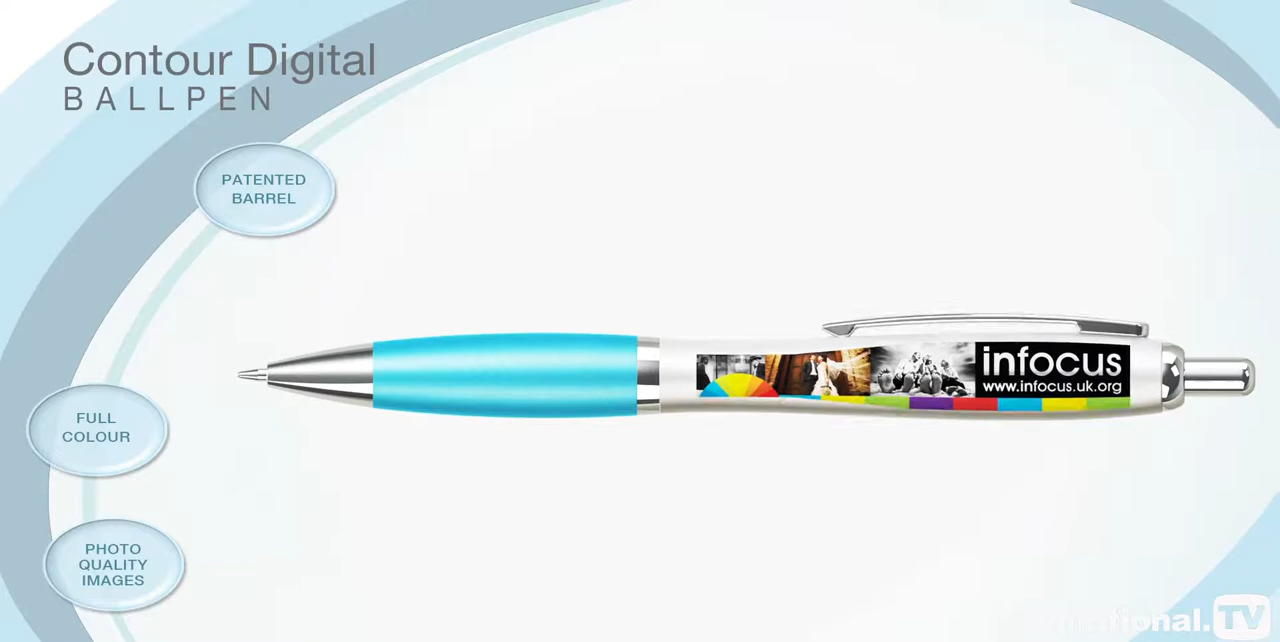 Contour Digital
BALLPEN
PATENTED
BARREL
infocus
www.infocus.uk.org
FULL
COLOUR
PHOTO
QUALITY
IMAGES